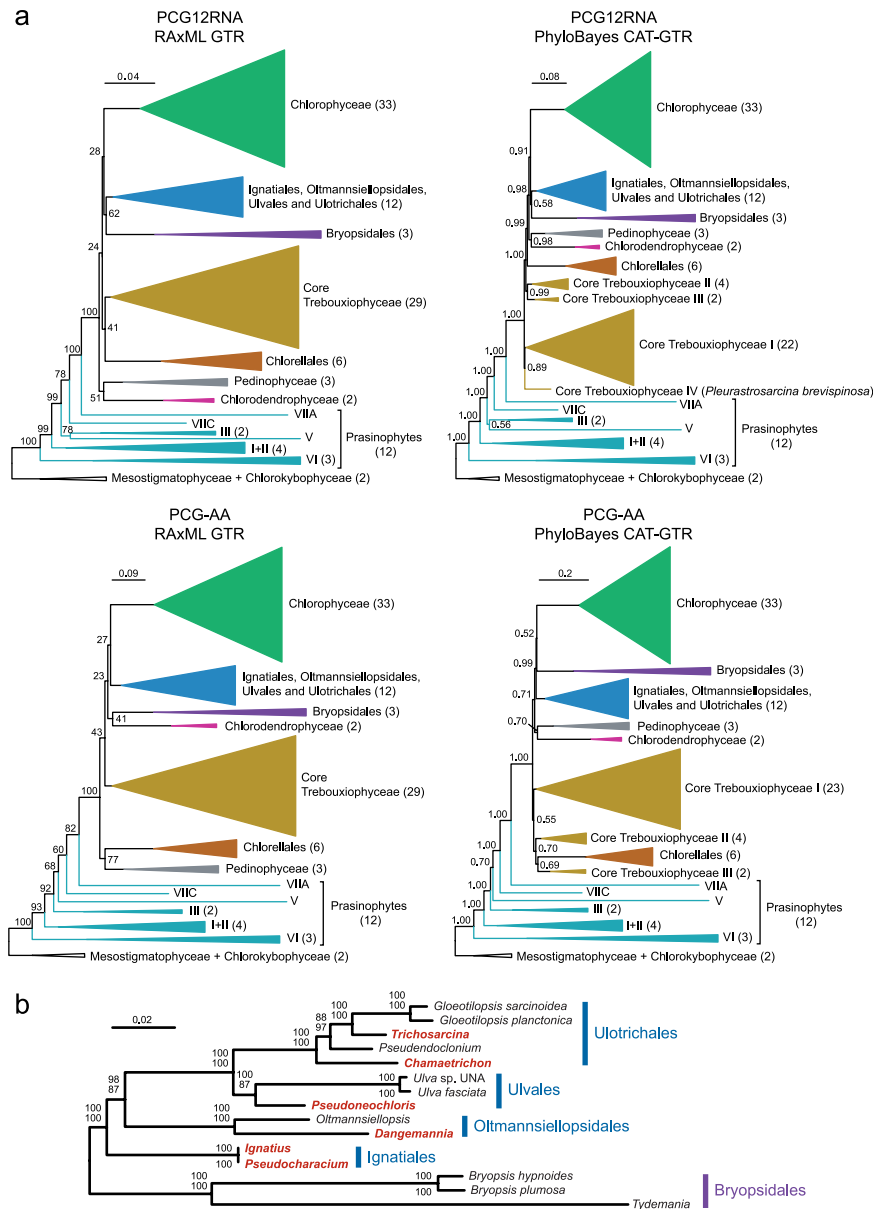 a
PCG12RNA
RAxML GTR
0.04
Chlorophyceae (33)
28
Ignatiales, Oltmannsiellopsidales,
Ulvales and Ulotrichales (12)
62
Bryopsidales (3)
24
Core
Trebouxiophyceae (29)
100
41
Chlorellales (6)
Pedinophyceae (3)
51
Chlorodendrophyceae (2)
78
VIIA
99
VIIC
78
III (2)
V
99
I+II (4)
100
VI (3)
Prasinophytes
(12)
Mesostigmatophyceae + Chlorokybophyceae (2)
PCG12RNA
PhyloBayes CAT-GTR
0.08
Chlorophyceae (33)
0.91
0.98
Ignatiales, Oltmannsiellopsidales,
Ulvales and Ulotrichales (12)
0.58
Bryopsidales (3)
0.99
Pedinophyceae (3)
0.98
Chlorodendrophyceae (2)
1.00
Chlorellales (6)
Core Trebouxiophyceae II (4)
0.99
Core Trebouxiophyceae III (2)
1.00
Core Trebouxiophyceae I (22)
1.00
0.89
Core Trebouxiophyceae IV (Pleurastrosarcina brevispinosa)
1.00
VIIA
VIIC
1.00
III (2)
0.56
V
1.00
I+II (4)
1.00
VI (3)
Prasinophytes
(12)
Mesostigmatophyceae + Chlorokybophyceae (2)
PCG-AA
RAxML GTR
0.09
Chlorophyceae (33)
27
23
Ignatiales, Oltmannsiellopsidales,
Ulvales and Ulotrichales (12)
Bryopsidales (3)
41
Chlorodendrophyceae (2)
43
Core
Trebouxiophyceae (29)
100
82
Chlorellales (6)
60
77
Pedinophyceae (3)
68
VIIA
92
VIIC
V
93
III (2)
100
I+II (4)
VI (3)
Prasinophytes
(12)
Mesostigmatophyceae + Chlorokybophyceae (2)
PCG-AA
PhyloBayes CAT-GTR
0.2
Chlorophyceae (33)
0.52
0.99
Bryopsidales (3)
0.71
Ignatiales, Oltmannsiellopsidales,
Ulvales and Ulotrichales (12)
0.70
Pedinophyceae (3)
Chlorodendrophyceae (2)
1.00
Core Trebouxiophyceae I (23)
0.55
1.00
Core Trebouxiophyceae II (4)
0.70
Chlorellales (6)
0.70
0.69
Core Trebouxiophyceae III (2)
1.00
VIIA
VIIC
1.00
V
III (2)
1.00
I+II (4)
1.00
VI (3)
Prasinophytes
(12)
Mesostigmatophyceae + Chlorokybophyceae (2)
b
0.02
100
100
Gloeotilopsis sarcinoidea
Gloeotilopsis planctonica
88
97
100
100
Trichosarcina
100
100
Pseudendoclonium
Chamaetrichon
Ulotrichales
100
100
100
100
Ulva sp. UNA
Ulva fasciata
100
87
Pseudoneochloris
Ulvales
98
87
100
100
Oltmannsiellopsis
Dangemannia
Oltmannsiellopsidales
100
100
100
100
Ignatius
Pseudocharacium
Ignatiales
100
100
100
100
Bryopsis hypnoides
Bryopsis plumosa
Tydemania
Bryopsidales